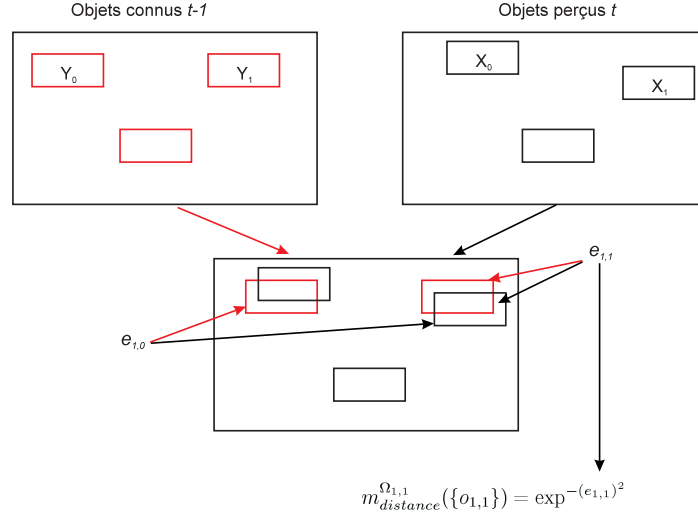 Objets connus t-1
Objets perçus t
Y₀
Y₁
X₀
X₁
e₁,₁
e₁,₀
m^{Ω₁,₁}_{distance}({o₁,₁}) = exp^{−(e₁,₁)²}